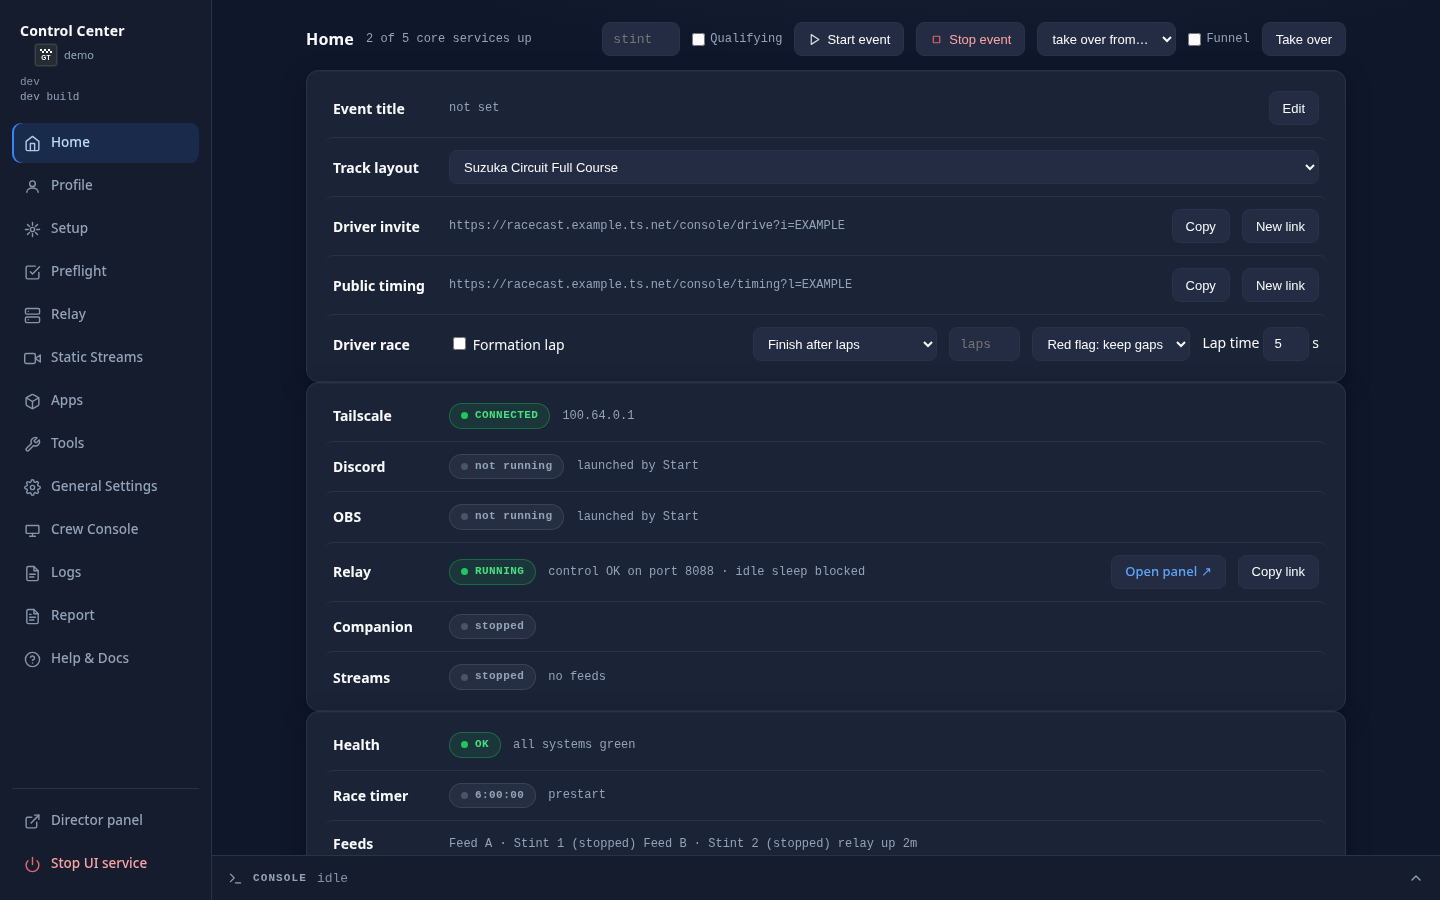 Control Center
GT demo
dev
dev build
Home
Profile
Setup
Preflight
Relay
Static Streams
Apps
Tools
General Settings
Crew Console
Logs
Report
Help & Docs
Director panel
Stop UI service
Home 2 of 5 core services up stint Qualifying Start event Stop event take over from... Funnel Take over
Event title not set Edit
Track layout Suzuka Circuit Full Course
Driver invite https://racecast.example.ts.net/console/drive?i=EXAMPLE Copy New link
Public timing https://racecast.example.ts.net/console/timing?l=EXAMPLE Copy New link
Driver race Formation lap Finish after laps laps Red flag: keep gaps Lap time 5 s
Tailscale CONNECTED 100.64.0.1
Discord not running launched by Start
OBS not running launched by Start
Relay RUNNING control OK on port 8088 · idle sleep blocked Open panel ↗ Copy link
Companion stopped
Streams stopped no feeds
Health OK all systems green
Race timer 6:00:00 prestart
Feeds Feed A · Stint 1 (stopped) Feed B · Stint 2 (stopped) relay up 2m
CONSOLE idle